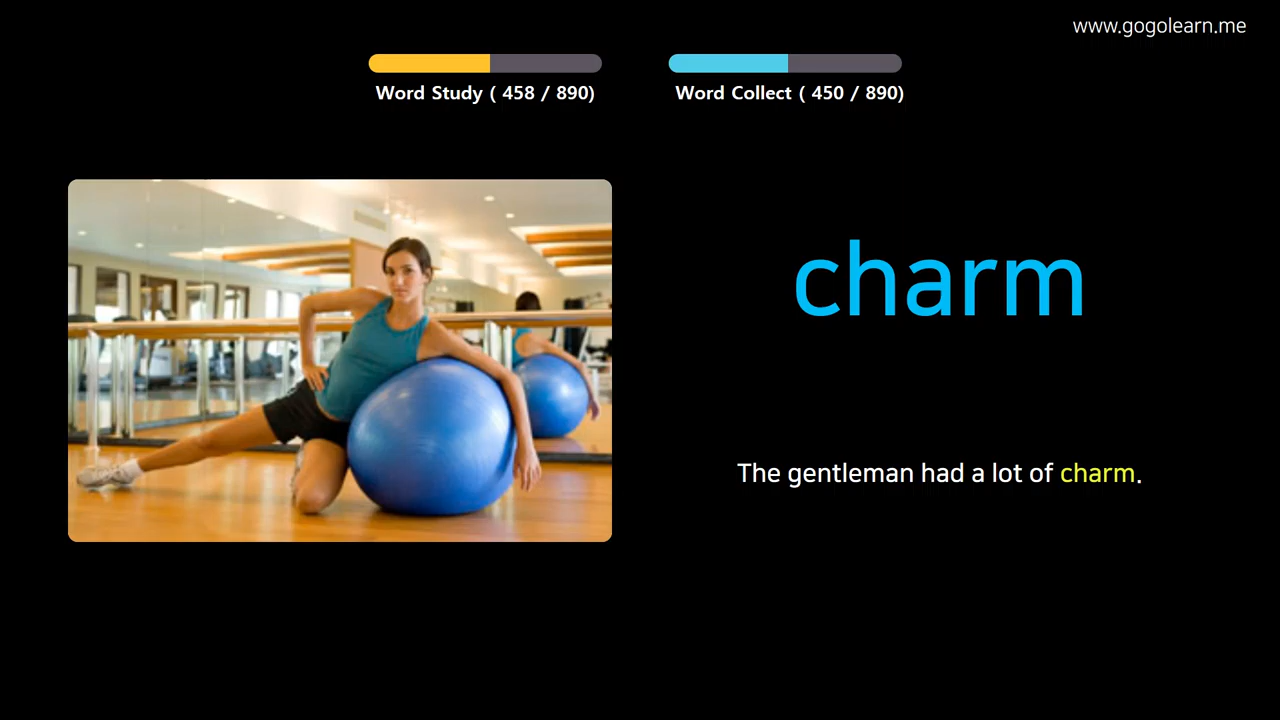 www.gogolearn.me
Word Study ( 458 / 890)
Word Collect ( 450 / 890)
charm
The gentleman had a lot of charm.